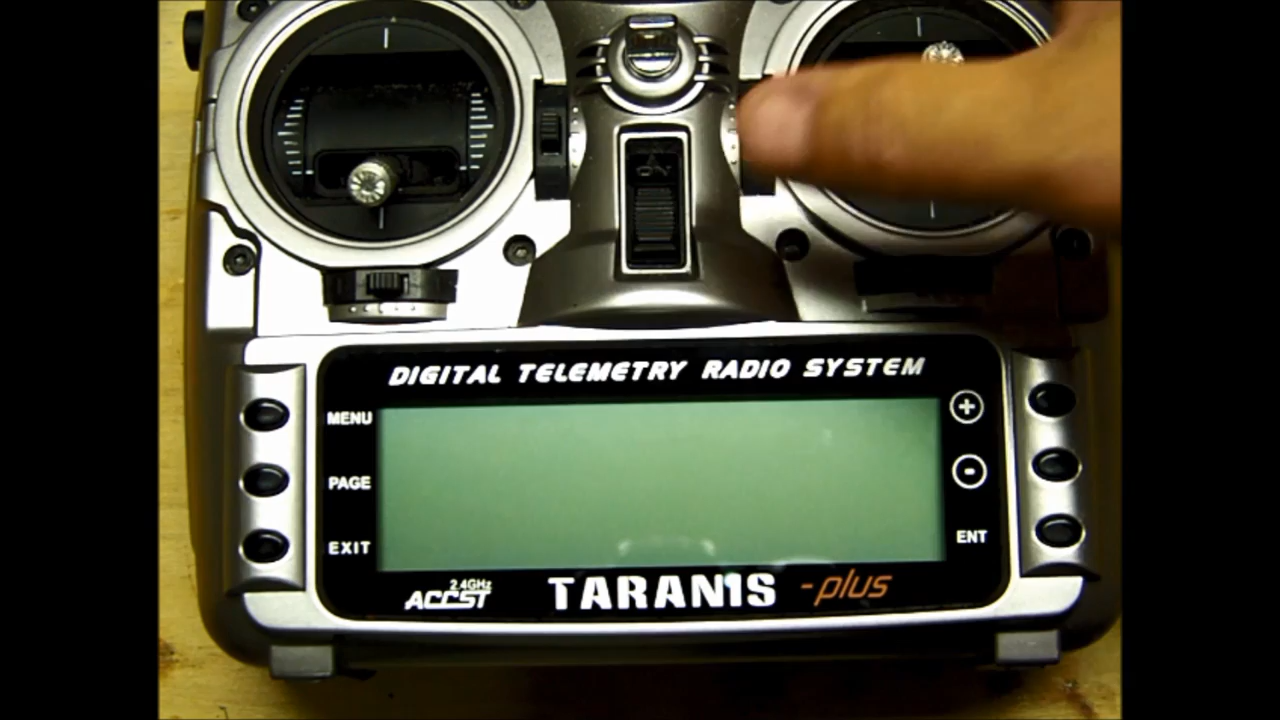 DIGITAL TELEMETRY RADIO SYSTEM
MENU
PAGE
EXIT
+
-
ENT
2.4GHz
ACCST
TARANIS -plus